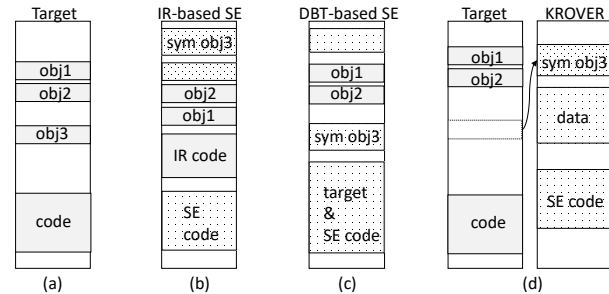 Target
obj1
obj2
obj3
code
(a)
IR-based SE
sym obj3
obj2
obj1
IR code
SE
code
(b)
DBT-based SE
obj1
obj2
sym obj3
target
&
SE code
(c)
Target
obj1
obj2
code
KROVER
sym obj3
data
SE code
(d)